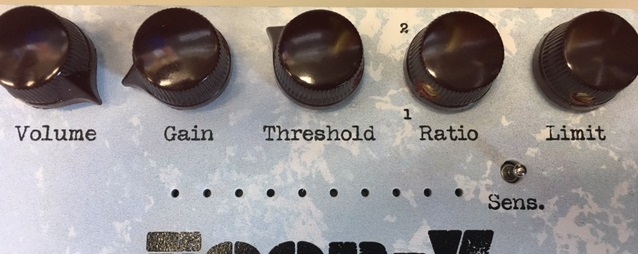 2
1
Volume Gain Threshold Ratio Limit
Sens.